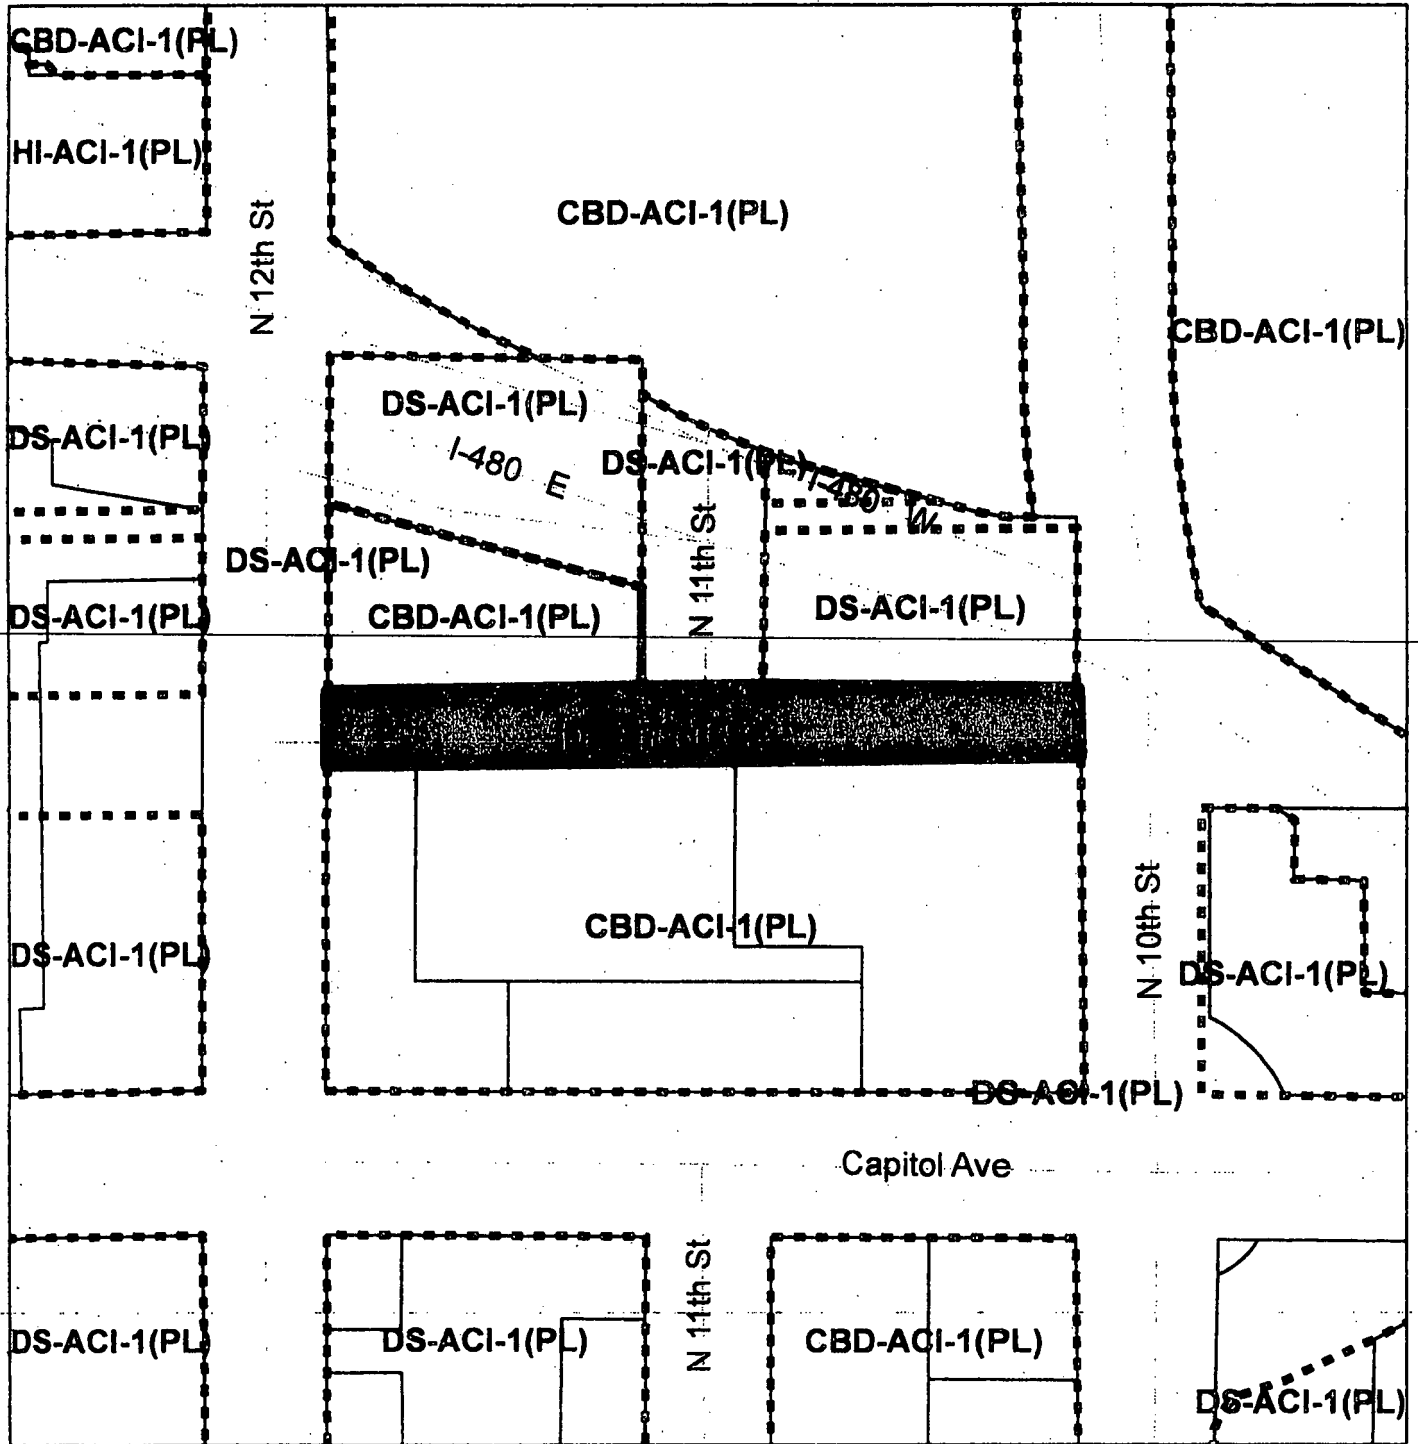 CBD-ACI-1(PL)
HI-ACI-1(PL)
CBD-ACI-1(PL)
N 12th St
CBD-ACI-1(PL)
DS-ACI-1(PL)
DS-ACI-1(PL)
I-480 E
DS-ACI-1(PL)
I-480 W
N 11th St
DS-ACI-1(PL)
DS-ACI-1(PL)
CBD-ACI-1(PL)
DS-ACI-1(PL)
CBD-ACI-1(PL)
N 10th St
DS-ACI-1(PL)
DS-ACI-1(PL)
DS-ACI-1(PL)
Capitol Ave
N 11th St
DS-ACI-1(PL)
DS-ACI-1(PL)
CBD-ACI-1(PL)
DS-ACI-1(PL)